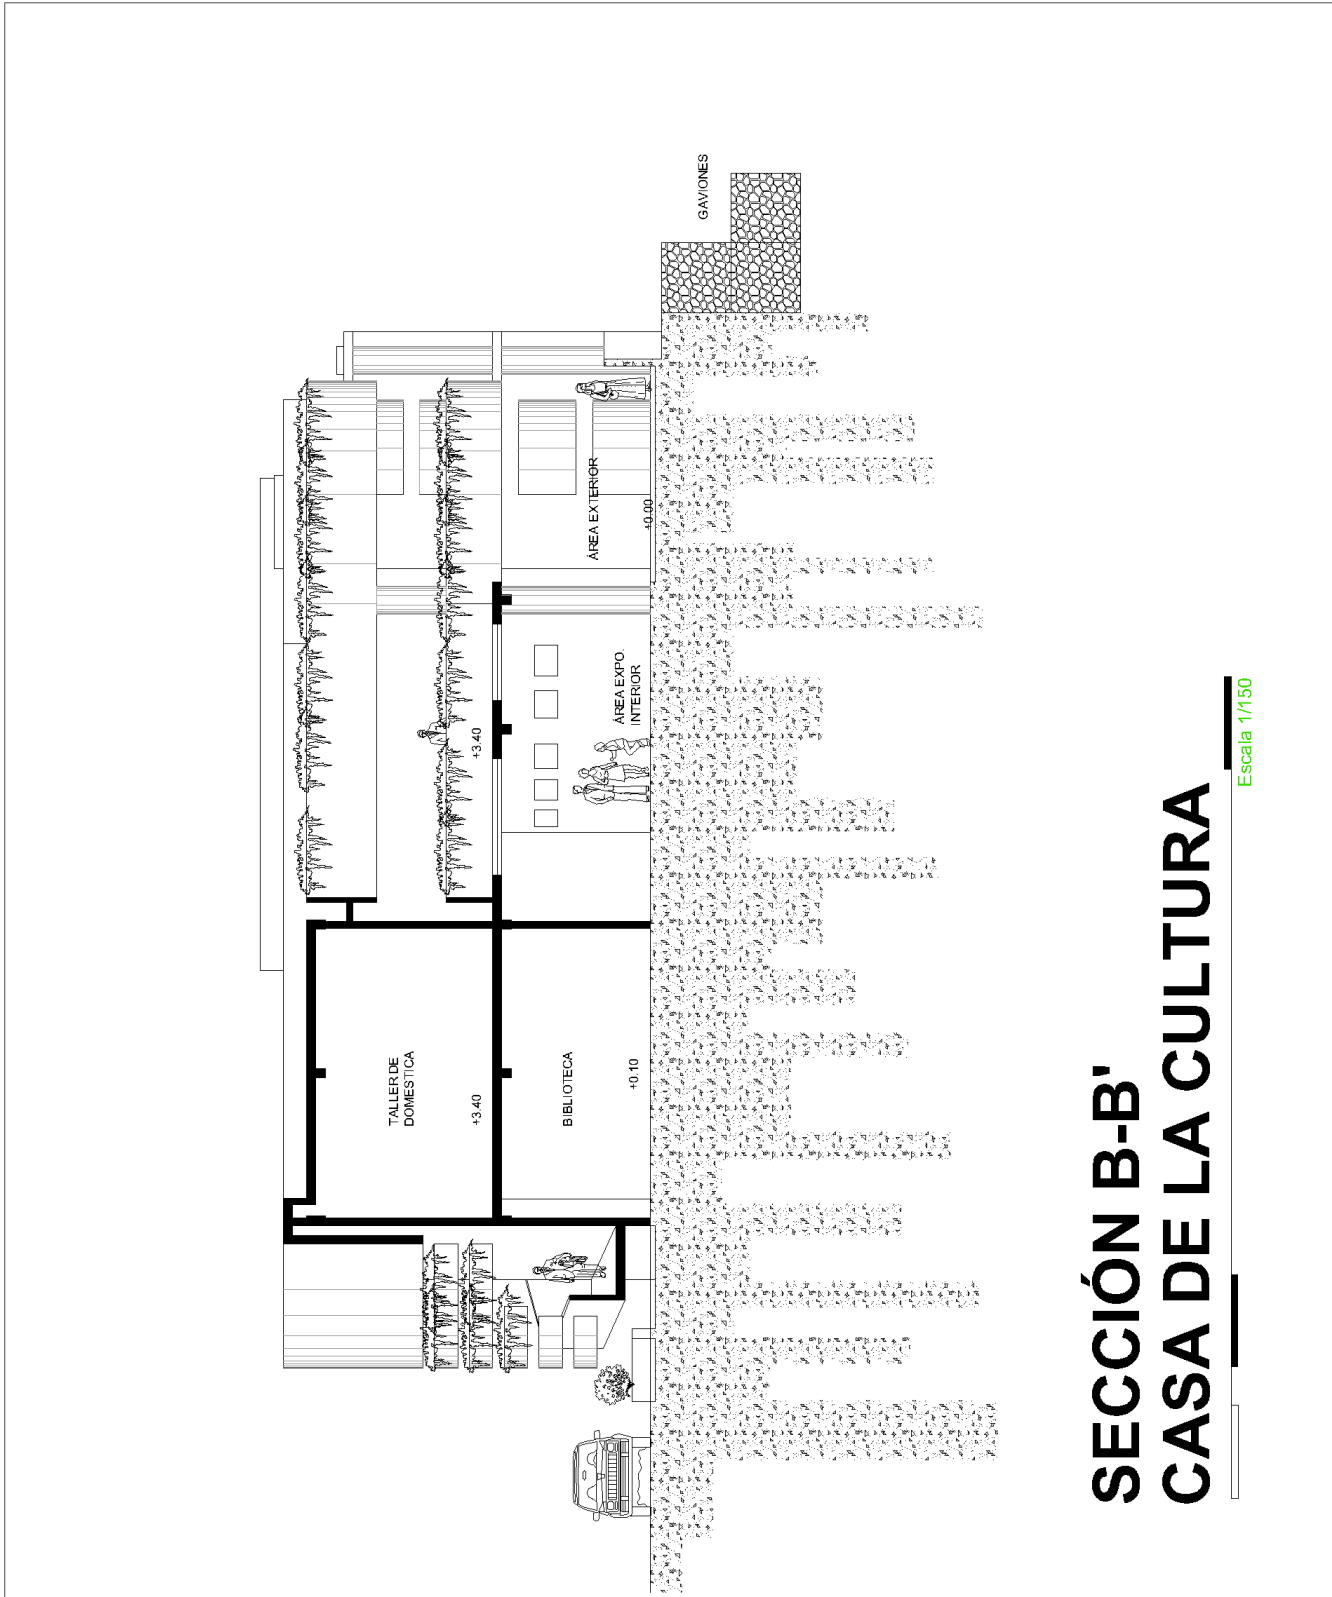 TALLER DE
DOMESTICA
+3.40
+3.40
BIBLIOTECA
+0.10
ÁREA EXPO.
INTERIOR
ÁREA EXTERIOR
+0.00
GAVIONES
SECCIÓN B-B'
CASA DE LA CULTURA
Escala 1/150